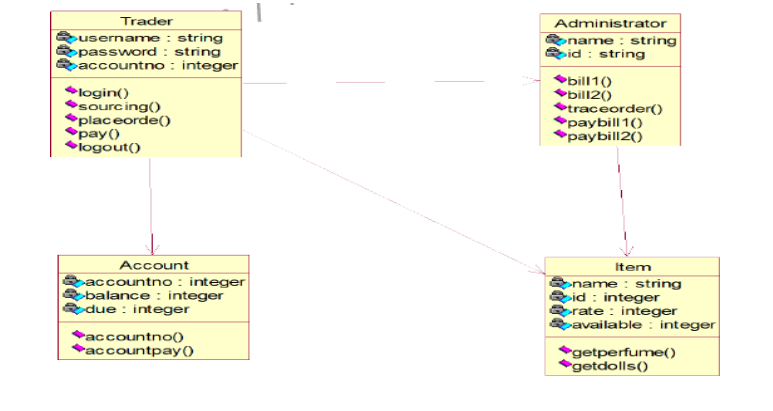 Trader
username : string
password : string
accountno : integer
login()
sourcing()
placeorde()
pay()
logout()
Administrator
name : string
id : string
bill1()
bill2()
traceorder()
paybill1()
paybill2()
Account
accountno : integer
balance : integer
due : integer
accountno()
accountpay()
Item
name : string
id : integer
rate : integer
available : integer
getperfume()
getdolls()